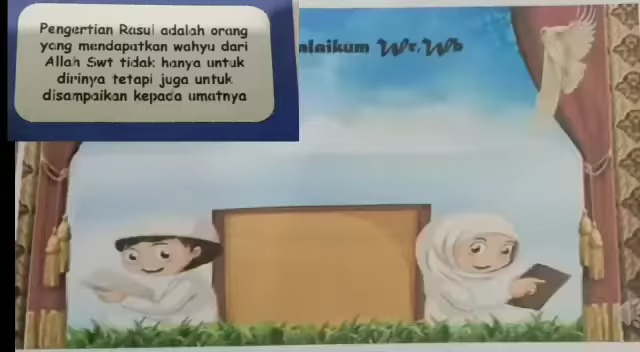 Pengertian Rasul adalah orang
yang mendapatkan wahyu dari
Allah Swt tidak hanya untuk
dirinya tetapi juga untuk
disampaikan kepada umatnya
alaikum Wr. Wb